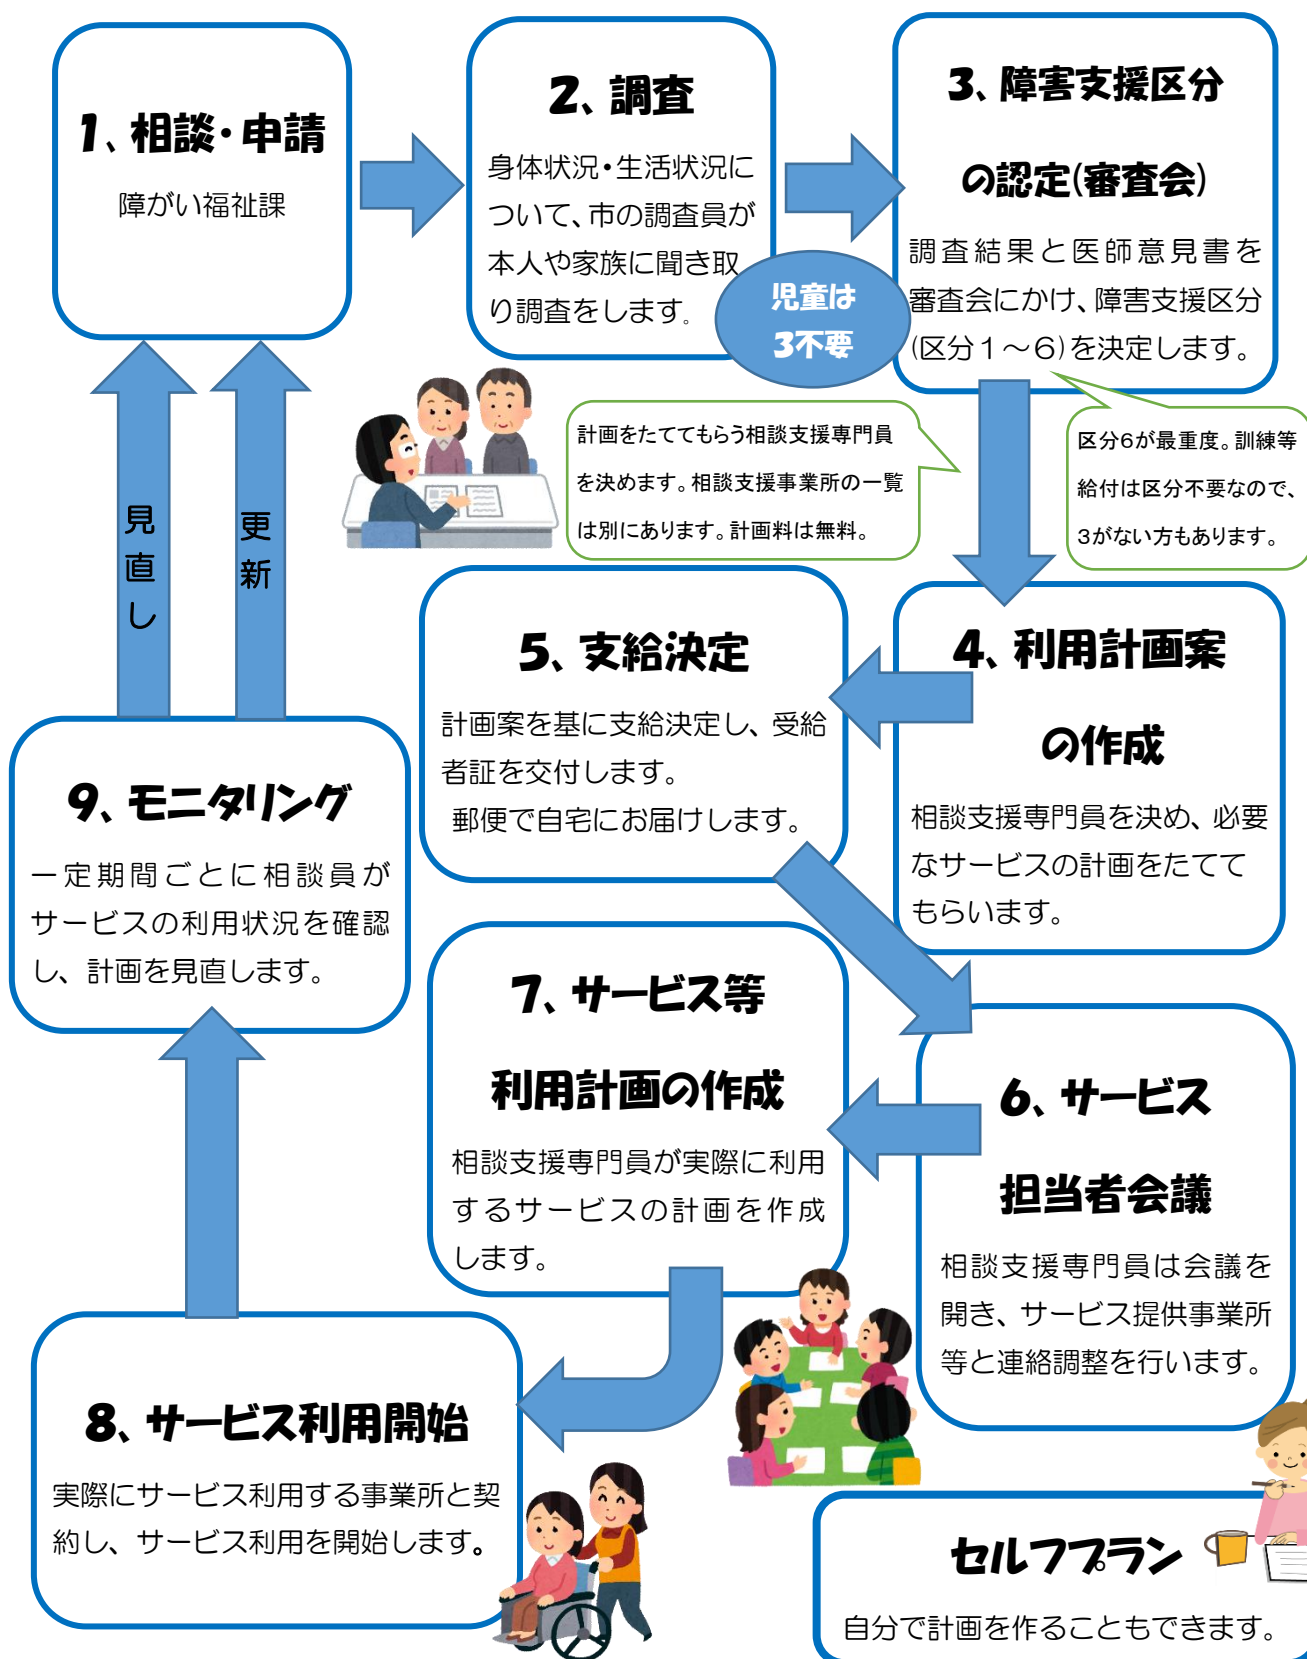 1、相談・申請
障がい福祉課
2、調査
身体状況・生活状況に
ついて、市の調査員が
本人や家族に聞き取
り調査をします。
児童は
3不要
3、障害支援区分
の認定(審査会)
調査結果と医師意見書を
審査会にかけ、障害支援区分
(区分1～6)を決定します。
計画をたててもらう相談支援専門員
を決めます。相談支援事業所の一覧
は別にあります。計画料は無料。
区分6が最重度。訓練等
給付は区分不要なので、
3がない方もあります。
見直し
更新
4、利用計画案
の作成
相談支援専門員を決め、必要
なサービスの計画をたてて
もらいます。
5、支給決定
計画案を基に支給決定し、受給
者証を交付します。
郵便で自宅にお届けします。
6、サービス
担当者会議
相談支援専門員は会議を
開き、サービス提供事業所
等と連絡調整を行います。
7、サービス等
利用計画の作成
相談支援専門員が実際に利用
するサービスの計画を作成
します。
8、サービス利用開始
実際にサービス利用する事業所と契
約し、サービス利用を開始します。
9、モニタリング
一定期間ごとに相談員が
サービスの利用状況を確認
し、計画を見直します。
セルフプラン
自分で計画を作ることもできます。